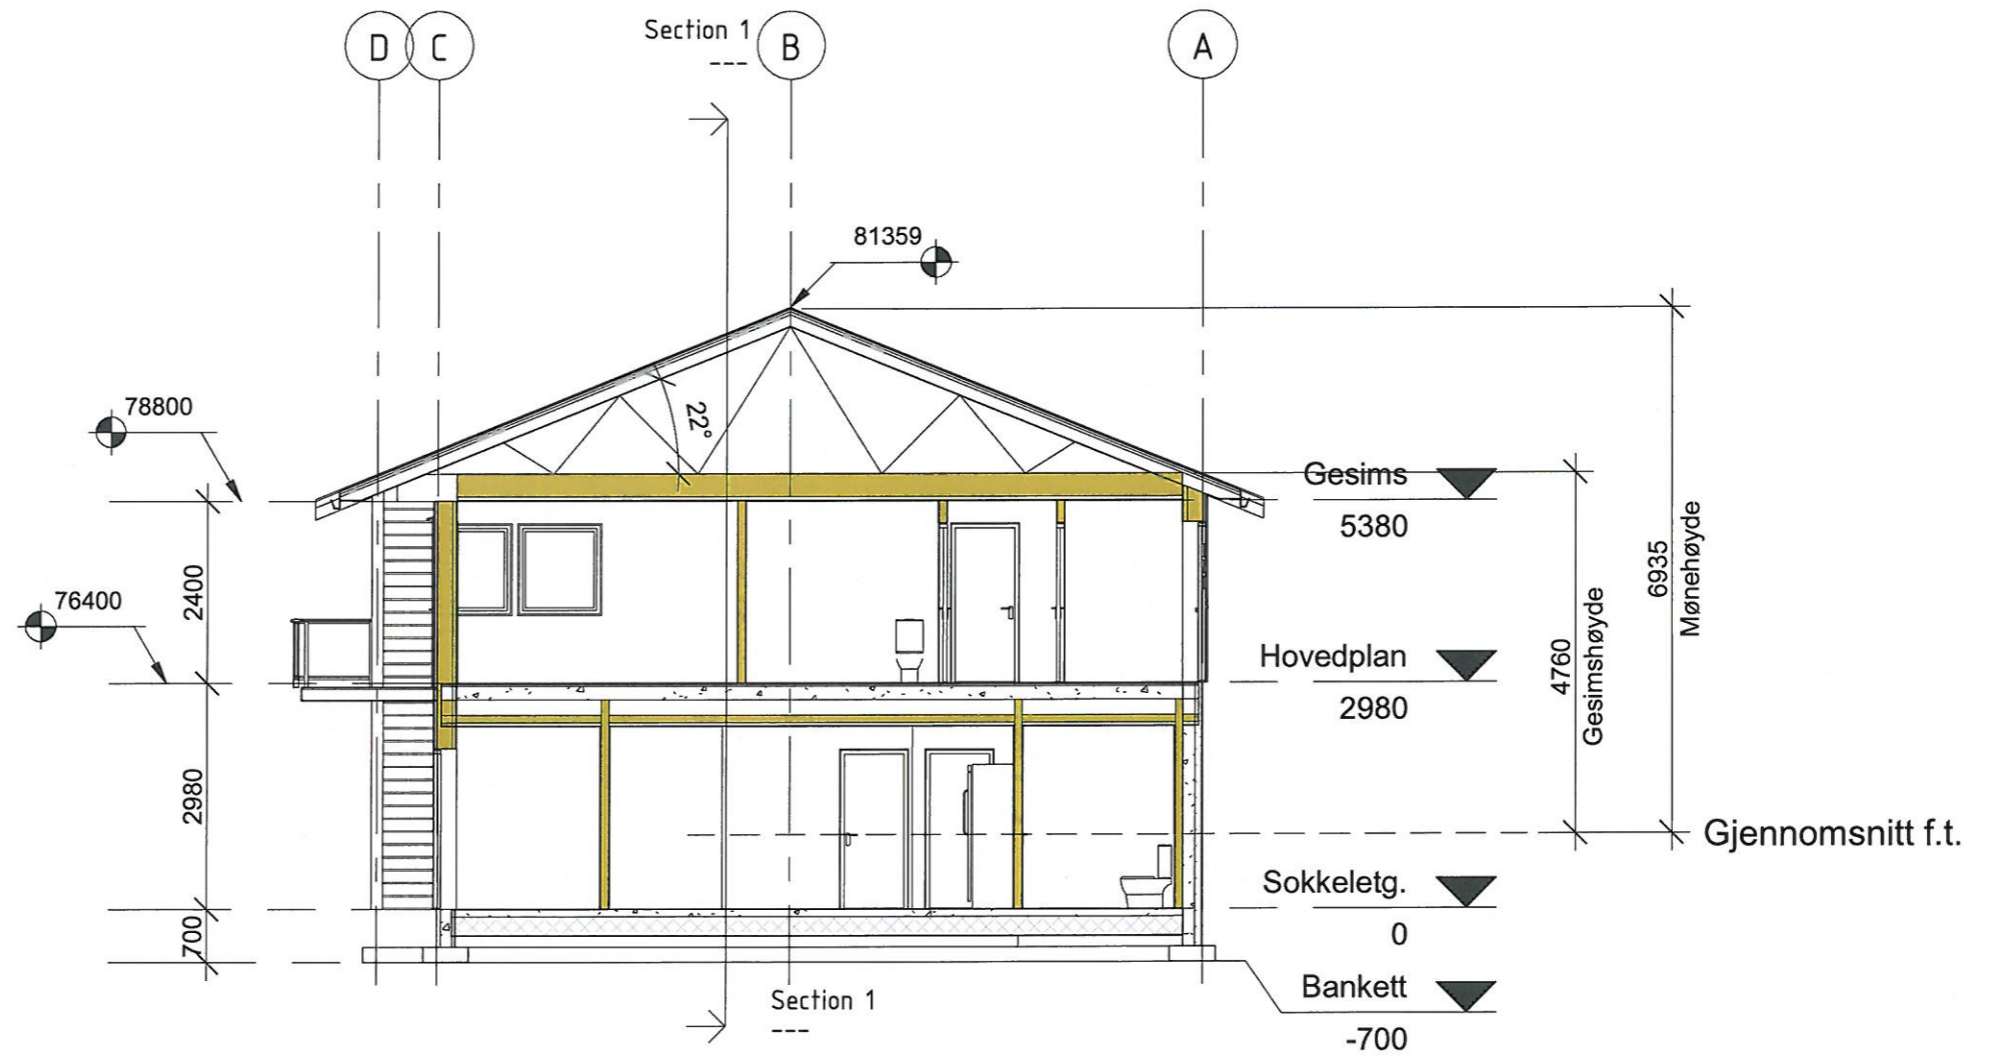 D
C
Section 1
---
B
A
81359
78800
22°
Gesims
5380
76400
2400
Hovedplan
2980
4760
Gesimshøyde
6935
Mønehøyde
2980
Gjennomsnitt f.t.
Sokkeletg.
0
700
Bankett
-700
Section 1
---